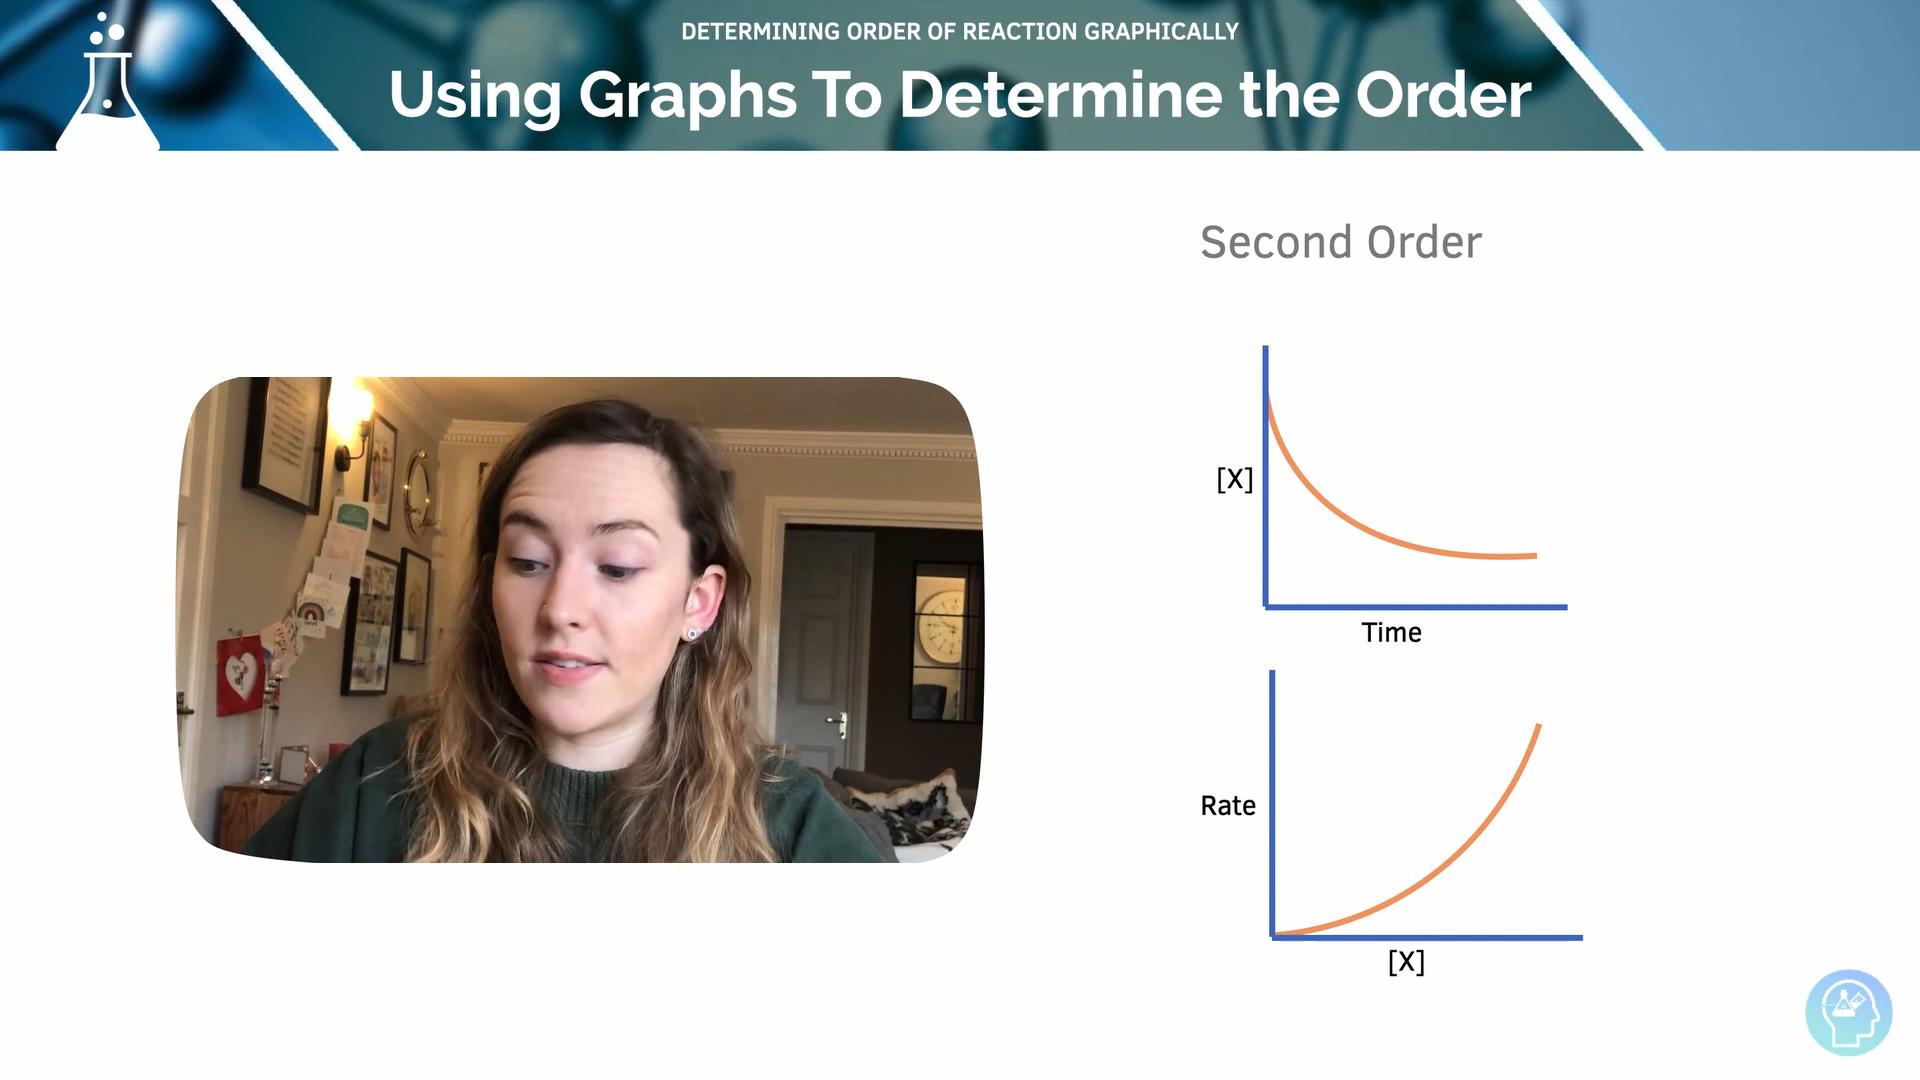 DETERMINING ORDER OF REACTION GRAPHICALLY
Using Graphs To Determine the Order
Second Order
[X]
Time
Rate
[X]